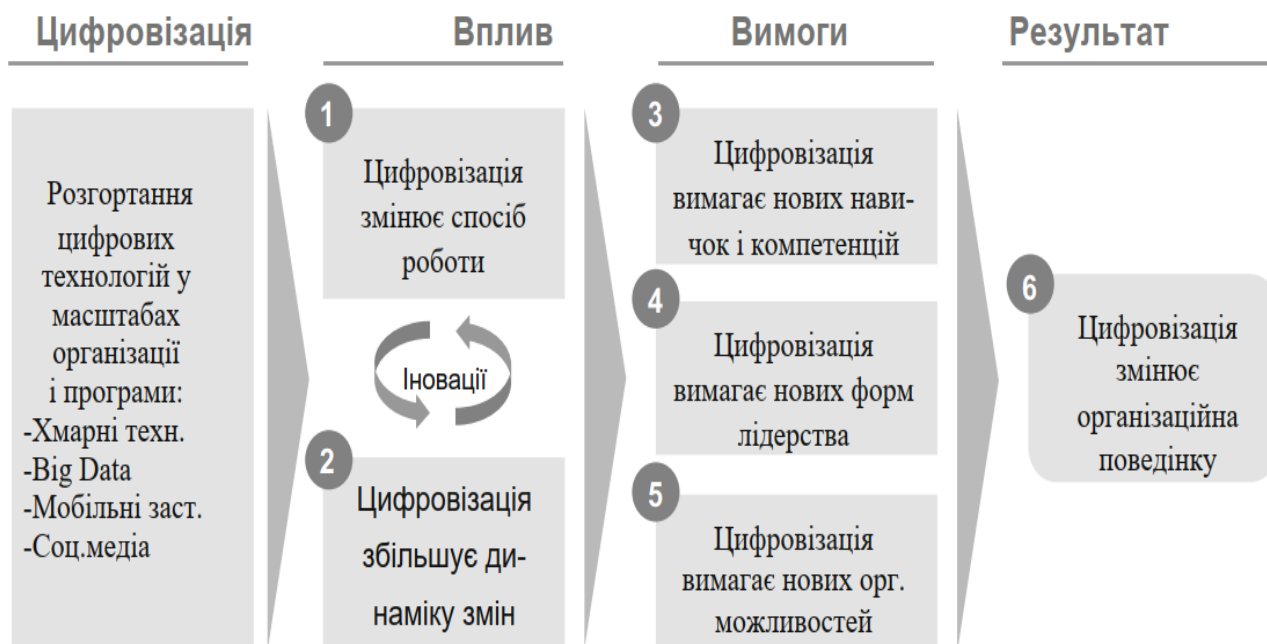 Цифровізація
Вплив
Вимоги
Результат
Розгортання
цифрових
технологій у
масштабах
організації
і програми:
-Хмарні техн.
-Big Data
-Мобільні заст.
-Соц.медіа
1
Цифровізація
змінює спосіб
роботи
Іновації
2
Цифровізація
збільшує ди-
наміку змін
3
Цифровізація
вимагає нових нави-
чок і компетенцій
4
Цифровізація
вимагає нових форм
лідерства
5
Цифровізація
вимагає нових орг.
можливостей
6
Цифровізація
змінює
організаційна
поведінку